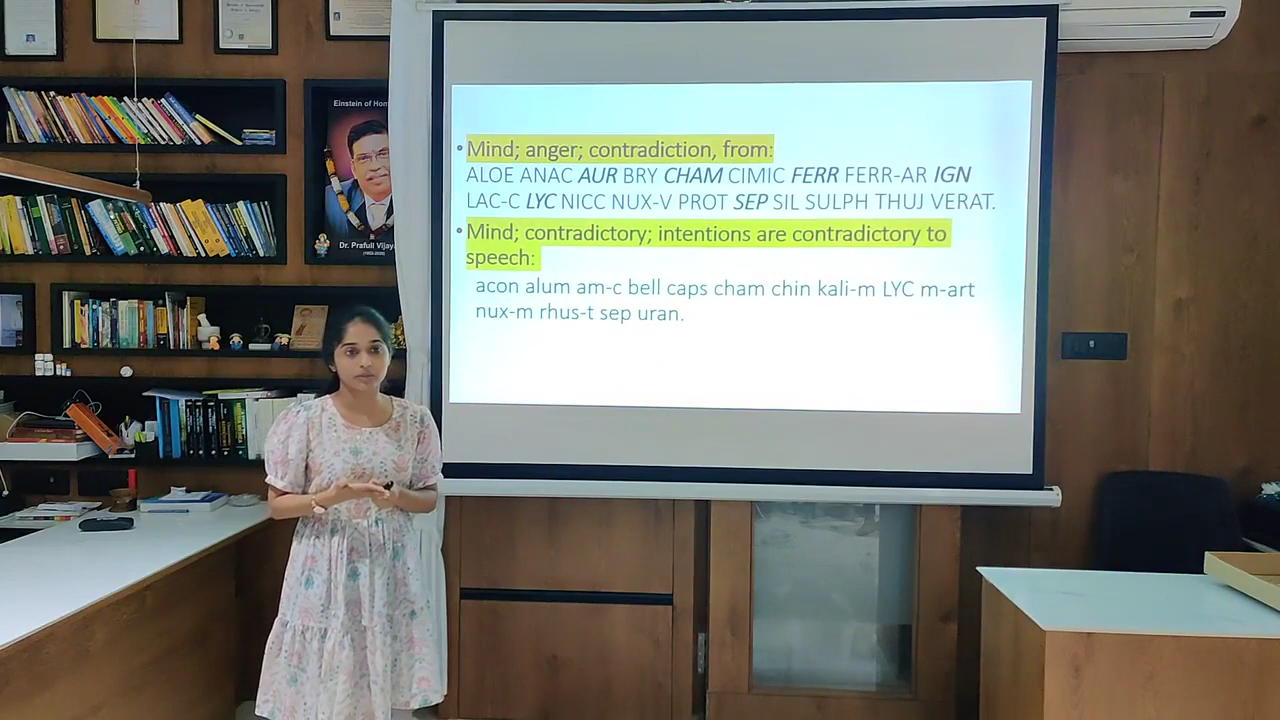 Einstein of Hom
Dr. Prafull Vijay
(1953-2020)
• Mind; anger; contradiction, from:
ALOE ANAC AUR BRY CHAM CIMIC FERR FERR-AR IGN
LAC-C LYC NICC NUX-V PROT SEP SIL SULPH THUJ VERAT.
• Mind; contradictory; intentions are contradictory to
speech:
acon alum am-c bell caps cham chin kali-m LYC m-art
nux-m rhus-t sep uran.